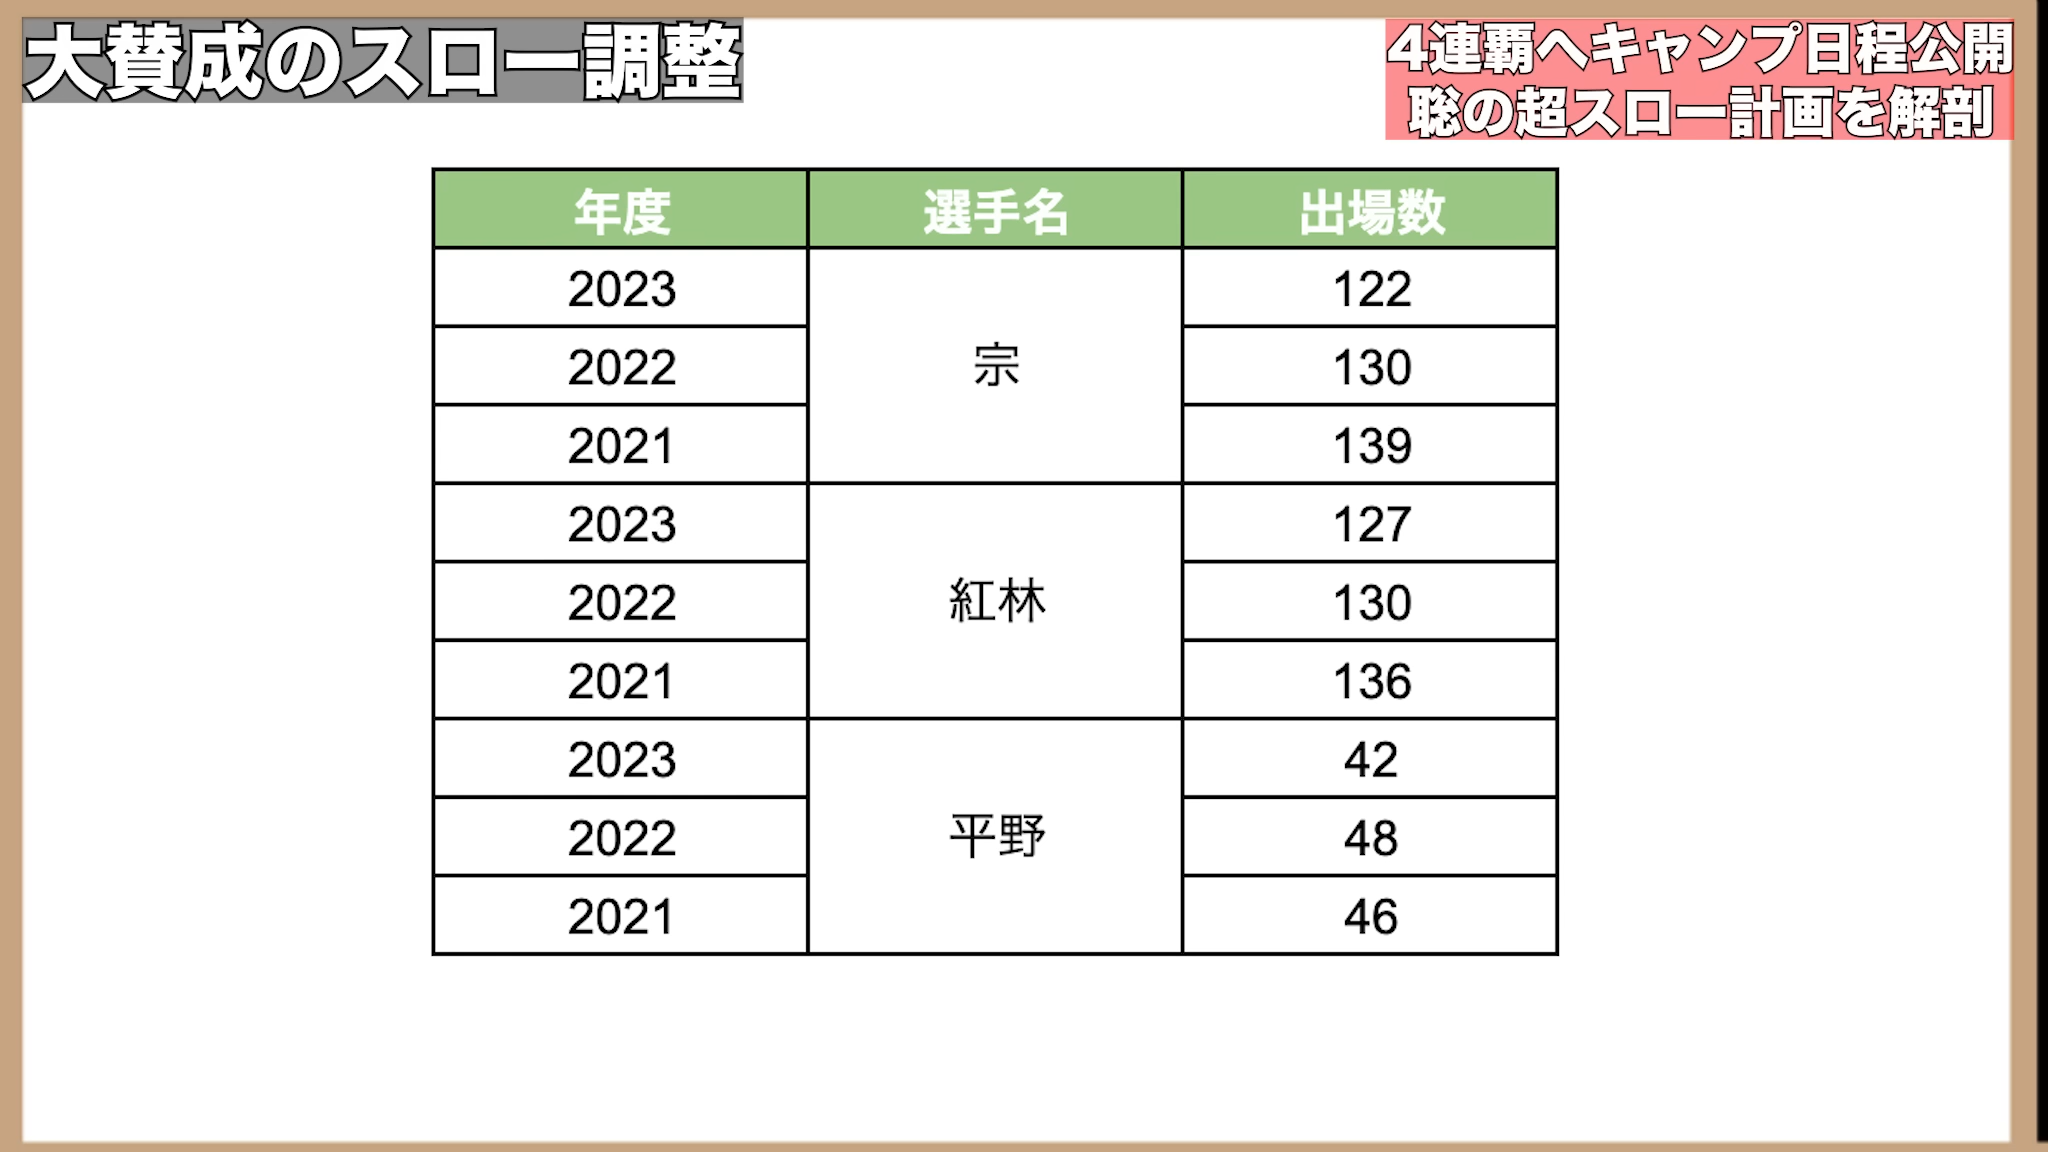 大賛成のスロー調整
4連覇へキャンプ日程公開
聡の超スロー計画を解剖
年度 選手名 出場数
2023 122
2022 宗 130
2021 139
2023 127
2022 紅林 130
2021 136
2023 42
2022 平野 48
2021 46